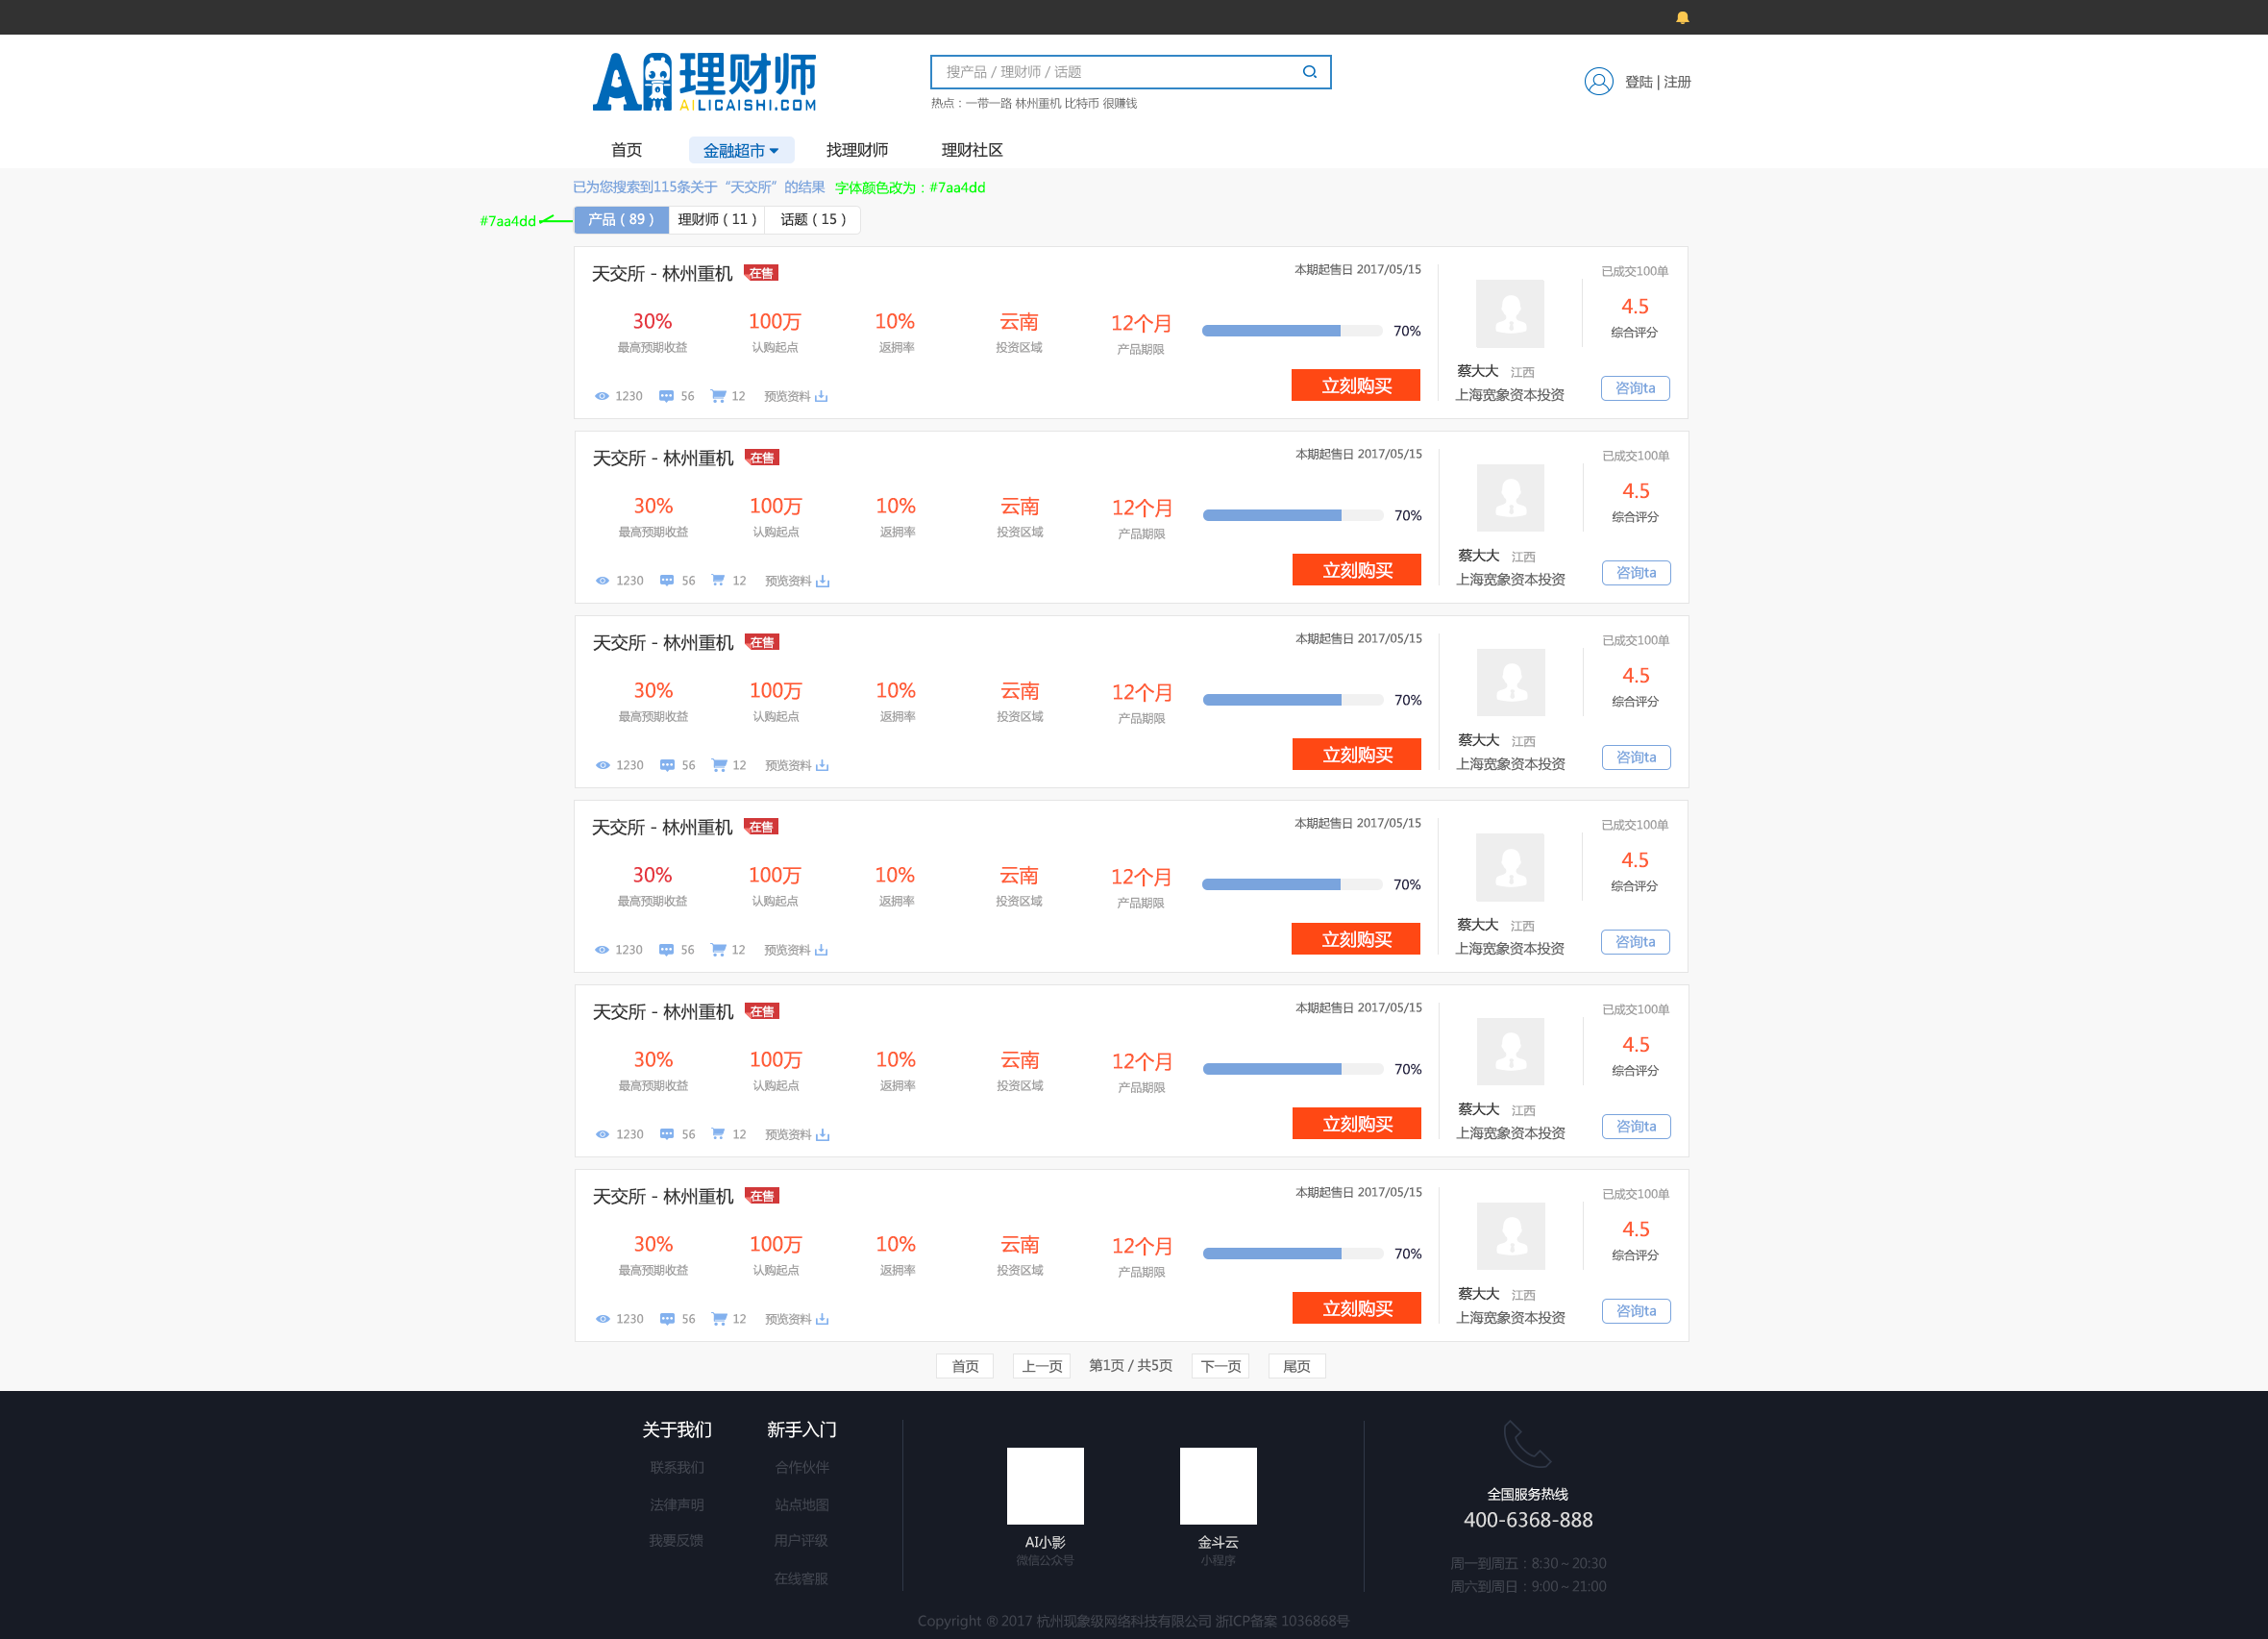 AI理财师
AILICAISHI.COM
搜产品 / 理财师 / 话题
热点：一带一路 林州重机 比特币 很赚钱
登陆 | 注册
首页 金融超市 找理财师 理财社区
已为您搜索到115条关于“天交所”的结果 字体颜色改为：#7aa4dd
#7aa4dd 产品 ( 89 ) 理财师 ( 11 ) 话题 ( 15 )
天交所 - 林州重机 在售 本期起售日 2017/05/15 已成交100单
30% 100万 10% 云南 12个月 70% 4.5
最高预期收益 认购起点 返拥率 投资区域 产品期限 综合评分
立刻购买 蔡大大 江西
1230 56 12 预览资料 上海宽象资本投资 咨询ta
天交所 - 林州重机 在售 本期起售日 2017/05/15 已成交100单
30% 100万 10% 云南 12个月 70% 4.5
最高预期收益 认购起点 返拥率 投资区域 产品期限 综合评分
立刻购买 蔡大大 江西
1230 56 12 预览资料 上海宽象资本投资 咨询ta
天交所 - 林州重机 在售 本期起售日 2017/05/15 已成交100单
30% 100万 10% 云南 12个月 70% 4.5
最高预期收益 认购起点 返拥率 投资区域 产品期限 综合评分
立刻购买 蔡大大 江西
1230 56 12 预览资料 上海宽象资本投资 咨询ta
天交所 - 林州重机 在售 本期起售日 2017/05/15 已成交100单
30% 100万 10% 云南 12个月 70% 4.5
最高预期收益 认购起点 返拥率 投资区域 产品期限 综合评分
立刻购买 蔡大大 江西
1230 56 12 预览资料 上海宽象资本投资 咨询ta
天交所 - 林州重机 在售 本期起售日 2017/05/15 已成交100单
30% 100万 10% 云南 12个月 70% 4.5
最高预期收益 认购起点 返拥率 投资区域 产品期限 综合评分
立刻购买 蔡大大 江西
1230 56 12 预览资料 上海宽象资本投资 咨询ta
天交所 - 林州重机 在售 本期起售日 2017/05/15 已成交100单
30% 100万 10% 云南 12个月 70% 4.5
最高预期收益 认购起点 返拥率 投资区域 产品期限 综合评分
立刻购买 蔡大大 江西
1230 56 12 预览资料 上海宽象资本投资 咨询ta
首页 上一页 第1页 / 共5页 下一页 尾页
关于我们 新手入门
联系我们 合作伙伴
法律声明 站点地图
我要反馈 用户评级
在线客服
AI小影 金斗云
微信公众号 小程序
全国服务热线
400-6368-888
周一到周五：8:30 ~ 20:30
周六到周日：9:00 ~ 21:00
Copyright ® 2017 杭州现象级网络科技有限公司 浙ICP备案 1036868号